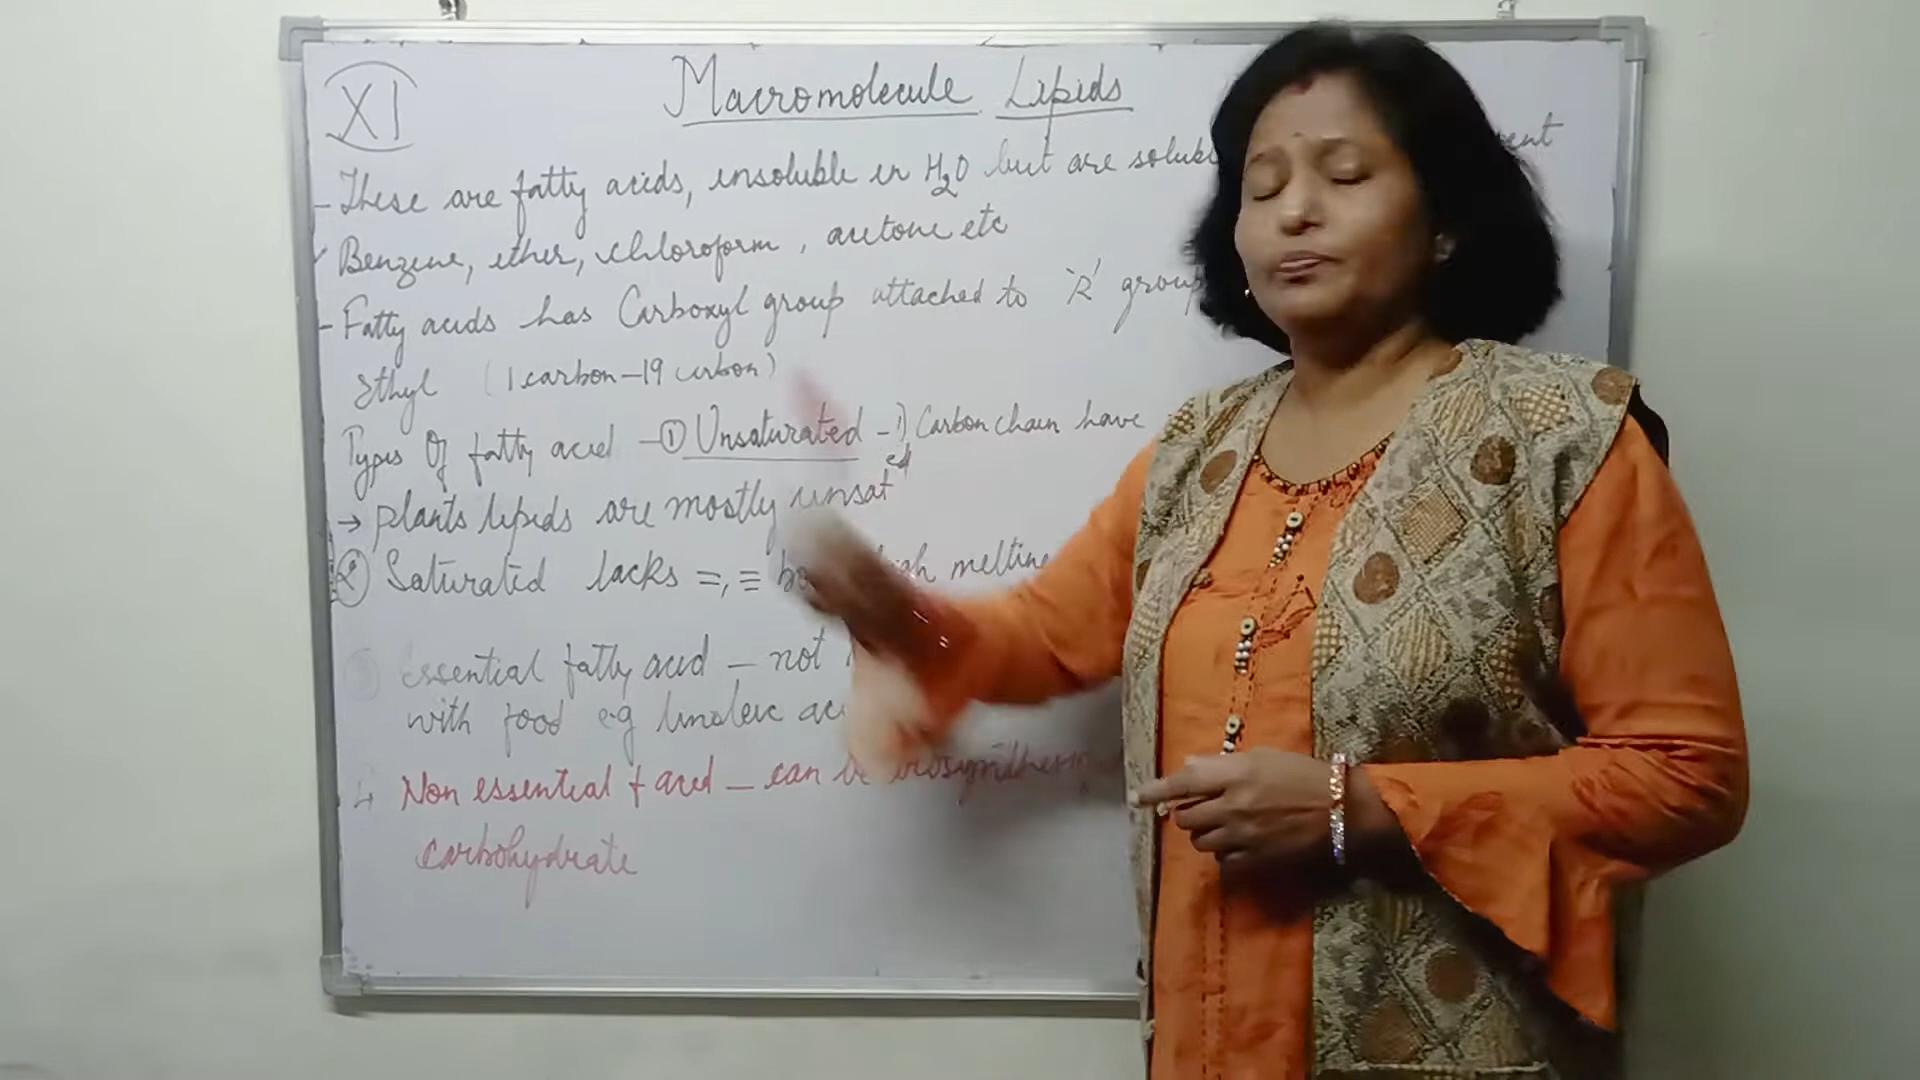 XI
Macromolecule Lipids
- These are fatty acids, insoluble in H2O but are
Benzene, ether, chloroform, acetone etc
- Fatty acids has Carboxyl group attached to 'R' group
Ethyl (1 carbon - 19 carbon)
Types Of fatty acid - ① Unsaturated - 1) Carbon chain have
→ plants lipids are mostly unsat ed
② Saturated lacks =, ≡
Essential fatty acid - not
with food e.g linoleic
4 Non essential f acid - can be
carbohydrate